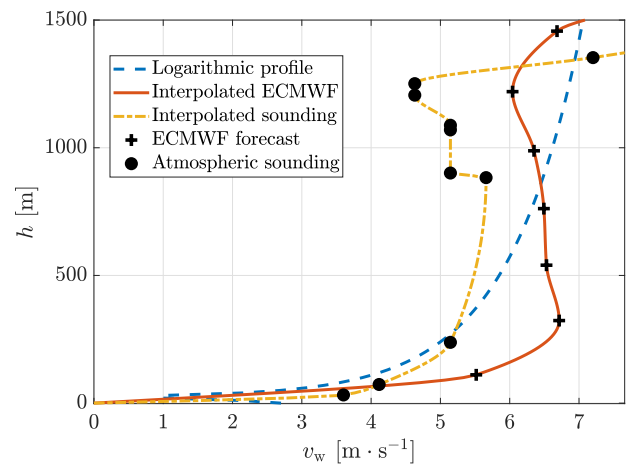 1500
1000
500
0
h [m]
Logarithmic profile
Interpolated ECMWF
Interpolated sounding
ECMWF forecast
Atmospheric sounding
0 1 2 3 4 5 6 7
v_w [m · s⁻¹]